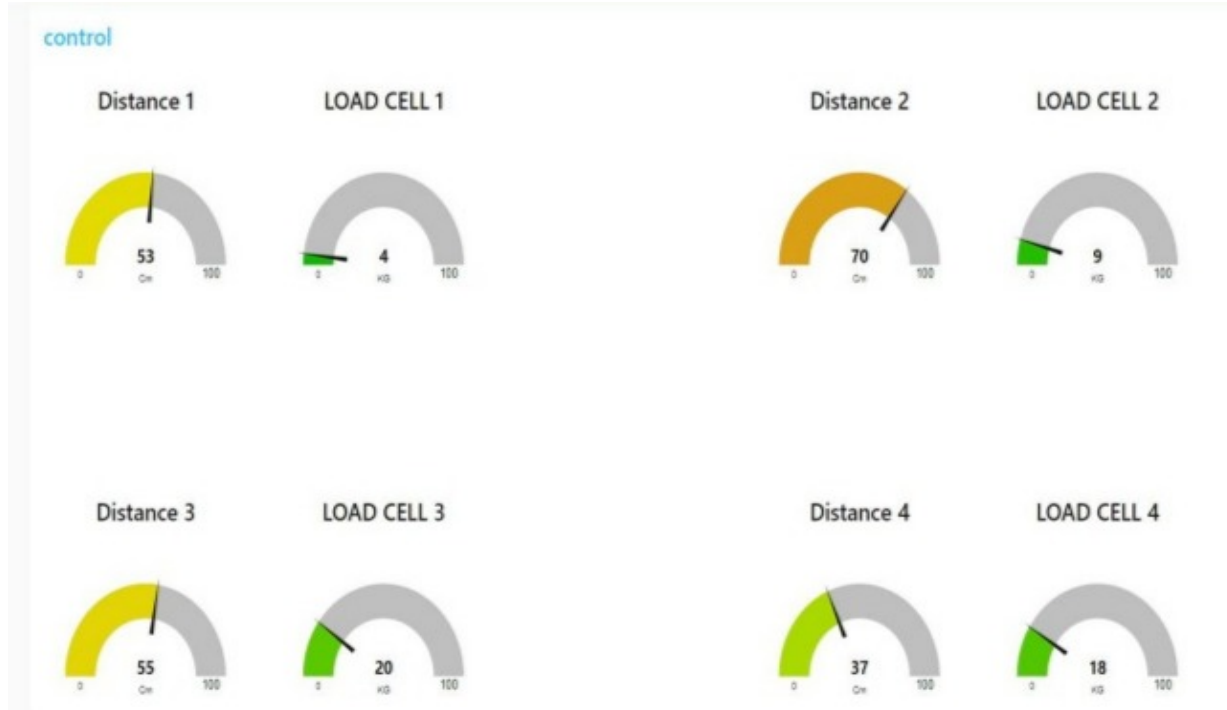 control
Distance 1
LOAD CELL 1
Distance 2
LOAD CELL 2
53
Cm
0
100
4
KG
0
100
70
Cm
0
100
9
KG
0
100
Distance 3
LOAD CELL 3
Distance 4
LOAD CELL 4
55
Cm
0
100
20
KG
0
100
37
Cm
0
100
18
KG
0
100